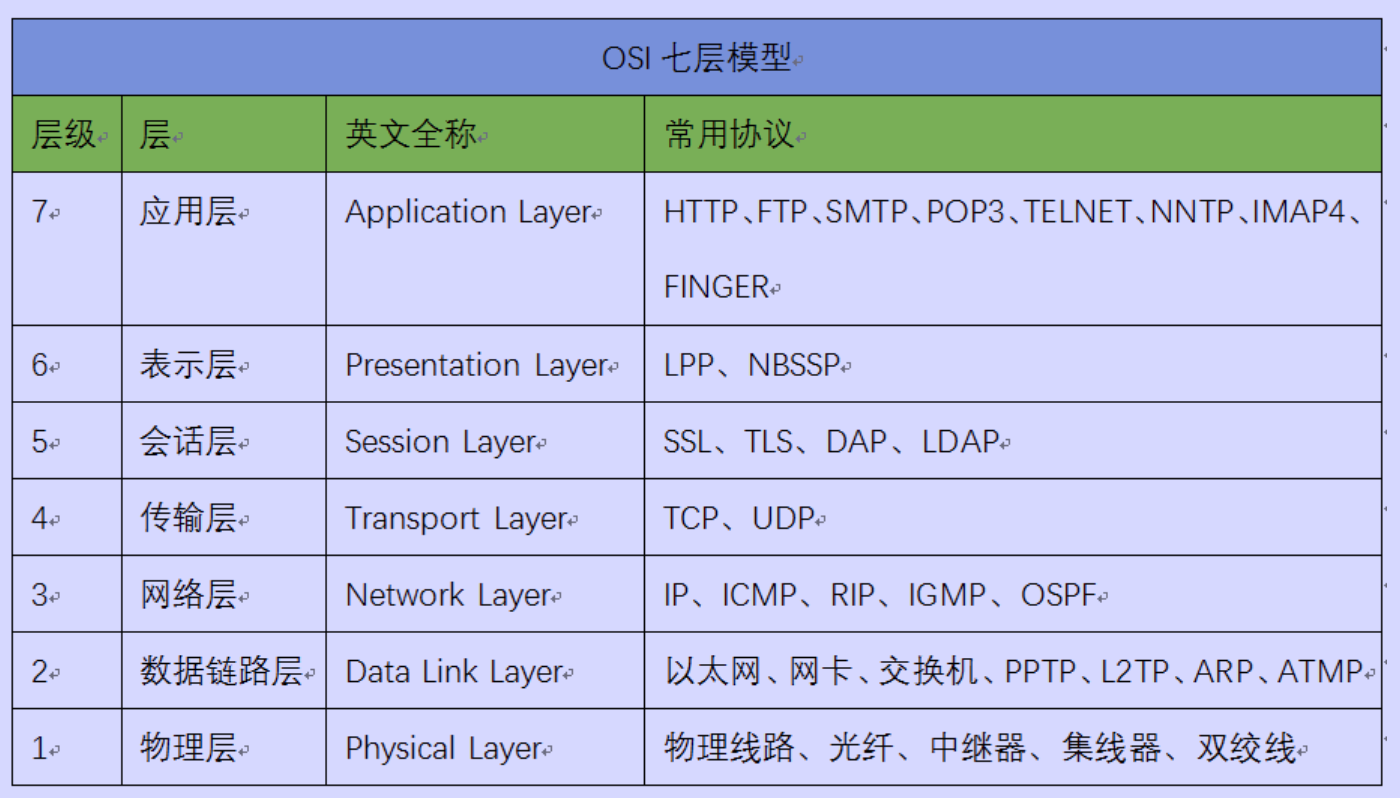 OSI 七层模型
层级 层 英文全称 常用协议
7 应用层 Application Layer HTTP、FTP、SMTP、POP3、TELNET、NNTP、IMAP4、
FINGER
6 表示层 Presentation Layer LPP、NBSSP
5 会话层 Session Layer SSL、TLS、DAP、LDAP
4 传输层 Transport Layer TCP、UDP
3 网络层 Network Layer IP、ICMP、RIP、IGMP、OSPF
2 数据链路层 Data Link Layer 以太网、网卡、交换机、PPTP、L2TP、ARP、ATMP
1 物理层 Physical Layer 物理线路、光纤、中继器、集线器、双绞线